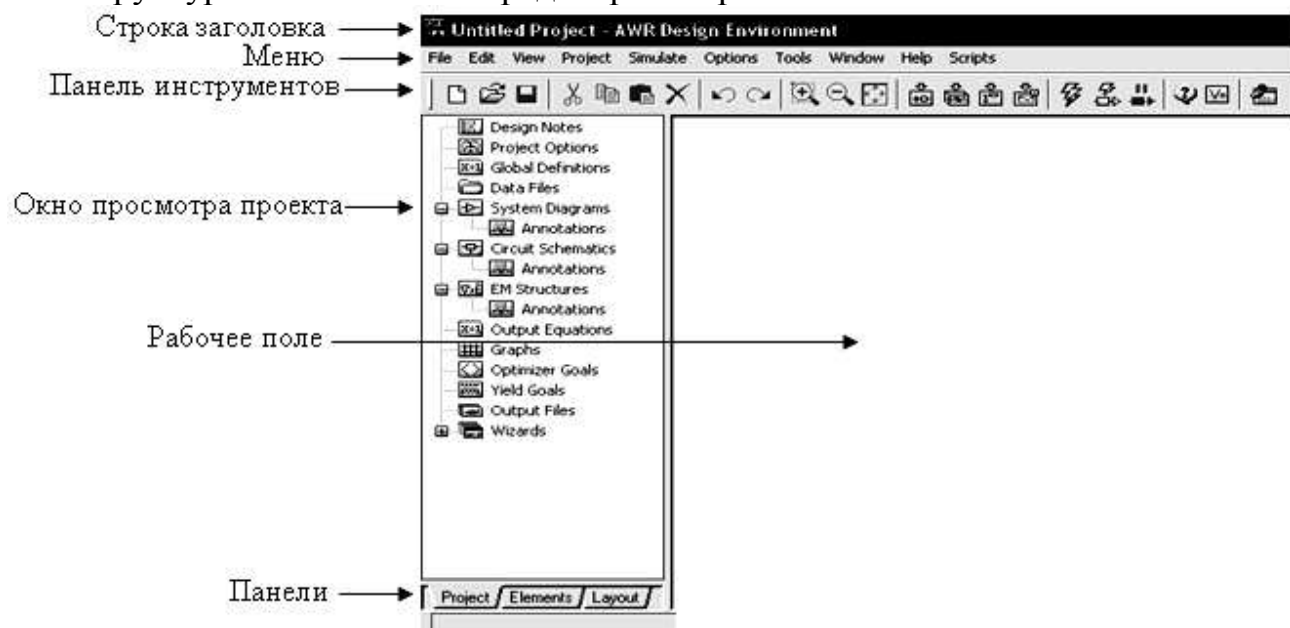 Строка заголовка
Untitled Project - AWR Design Environment
Меню
File Edit View Project Simulate Options Tools Window Help Scripts
Панель инструментов
Design Notes
Project Options
Global Definitions
Data Files
Окно просмотра проекта
System Diagrams
Annotations
Circuit Schematics
Annotations
EM Structures
Annotations
Output Equations
Рабочее поле
Graphs
Optimizer Goals
Yield Goals
Output Files
Wizards
Панели
Project Elements Layout